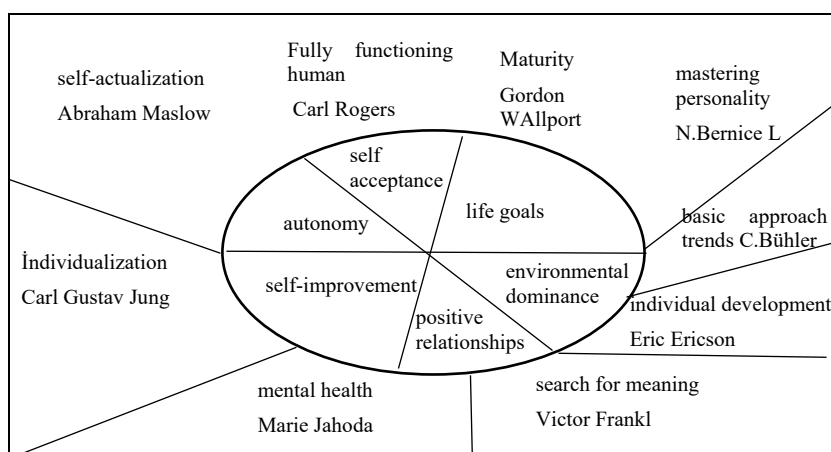 self-actualization
Abraham Maslow
Fully functioning
human
Carl Rogers
Maturity
Gordon
WAllport
mastering
personality
N.Bernice L
self
acceptance
life goals
autonomy
basic approach
trends C.Bühler
İndividualization
Carl Gustav Jung
self-improvement
environmental
dominance
positive
relationships
individual development
Eric Ericson
mental health
Marie Jahoda
search for meaning
Victor Frankl